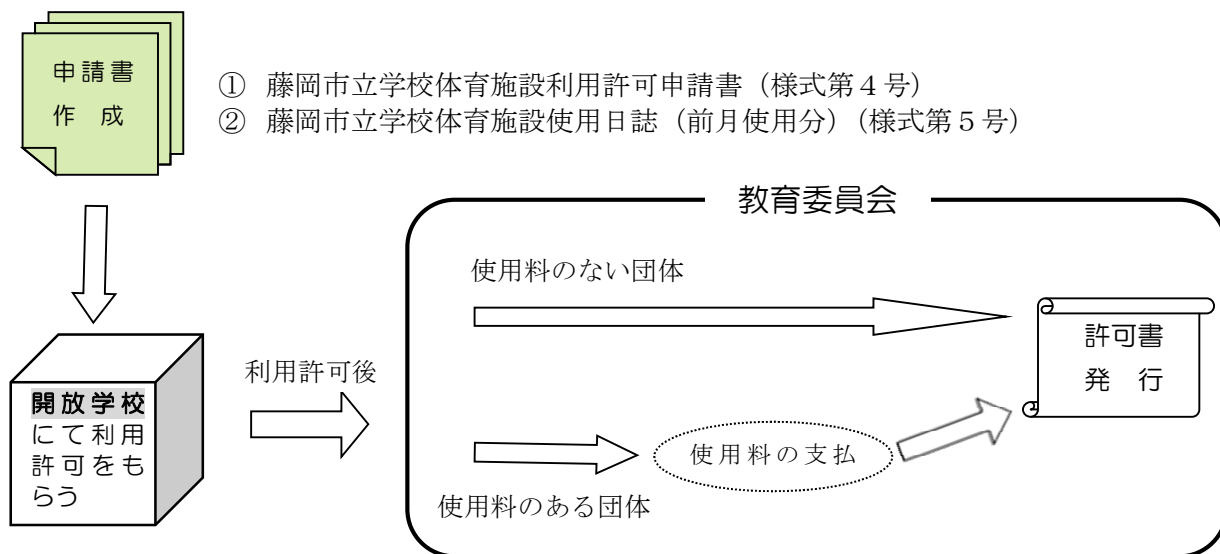 申請書
作 成
① 藤岡市立学校体育施設利用許可申請書（様式第４号）
② 藤岡市立学校体育施設使用日誌（前月使用分）（様式第５号）
教育委員会
使用料のない団体
許可書
発 行
利用許可後
開放学校
にて利用
許可をも
らう
使用料の支払
使用料のある団体